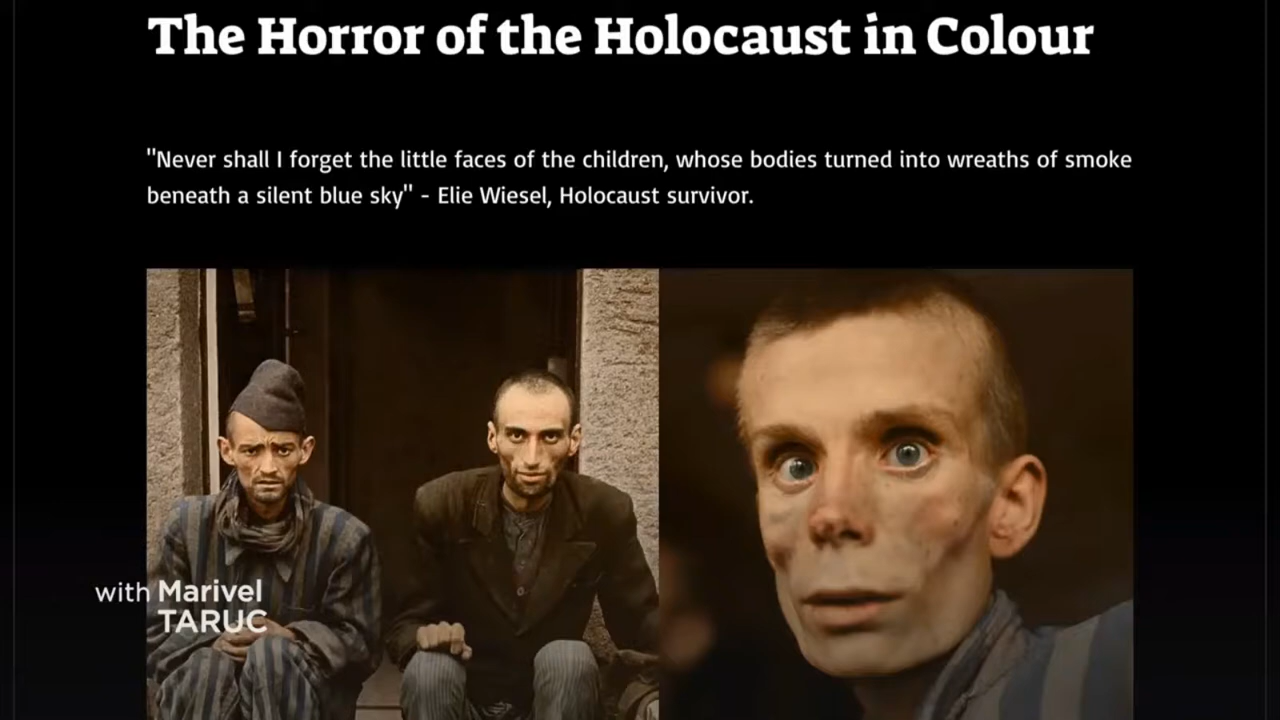 The Horror of the Holocaust in Colour
"Never shall I forget the little faces of the children, whose bodies turned into wreaths of smoke
beneath a silent blue sky" - Elie Wiesel, Holocaust survivor.
with Marivel
TARUC